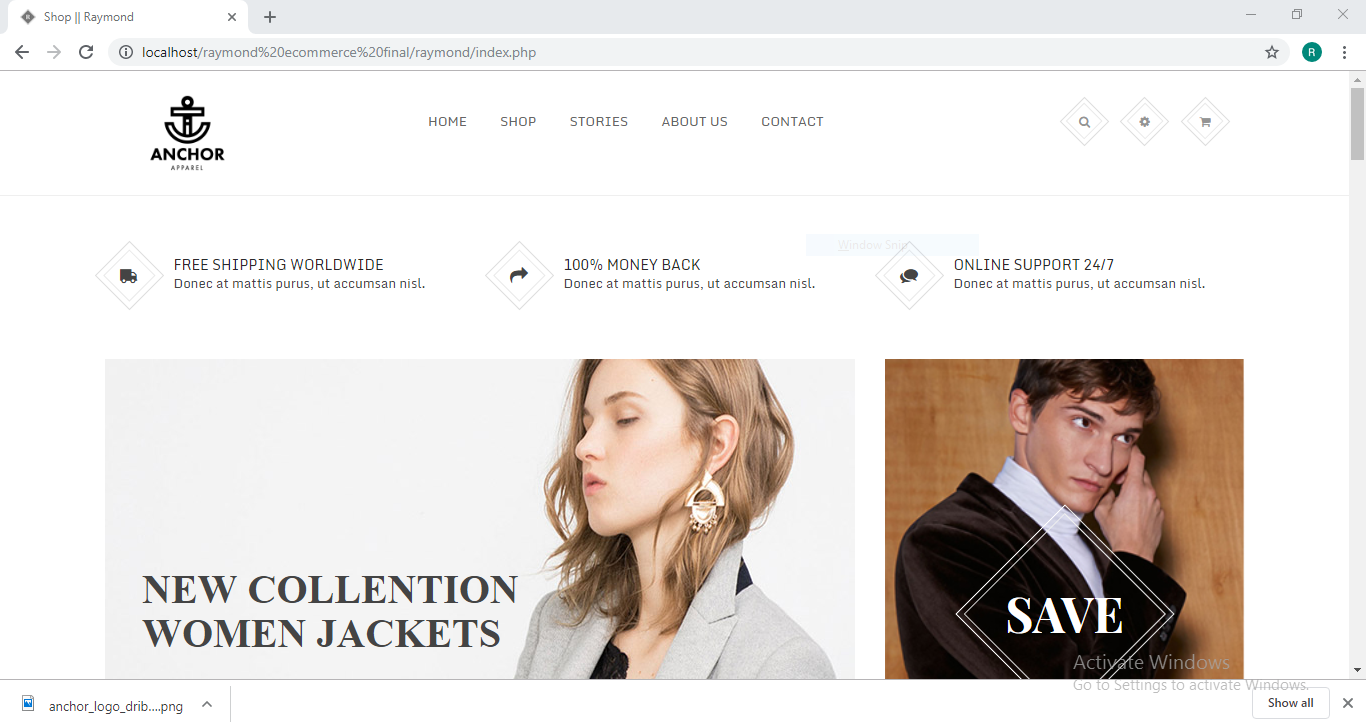 Shop || Raymond
localhost/raymond%20ecommerce%20final/raymond/index.php
R
ANCHOR
APPAREL
HOME SHOP STORIES ABOUT US CONTACT
Window Snip
FREE SHIPPING WORLDWIDE
Donec at mattis purus, ut accumsan nisl.
100% MONEY BACK
Donec at mattis purus, ut accumsan nisl.
ONLINE SUPPORT 24/7
Donec at mattis purus, ut accumsan nisl.
NEW COLLENTION
WOMEN JACKETS
SAVE
Activate Windows
Go to Settings to activate Windows.
anchor_logo_drib....png
Show all